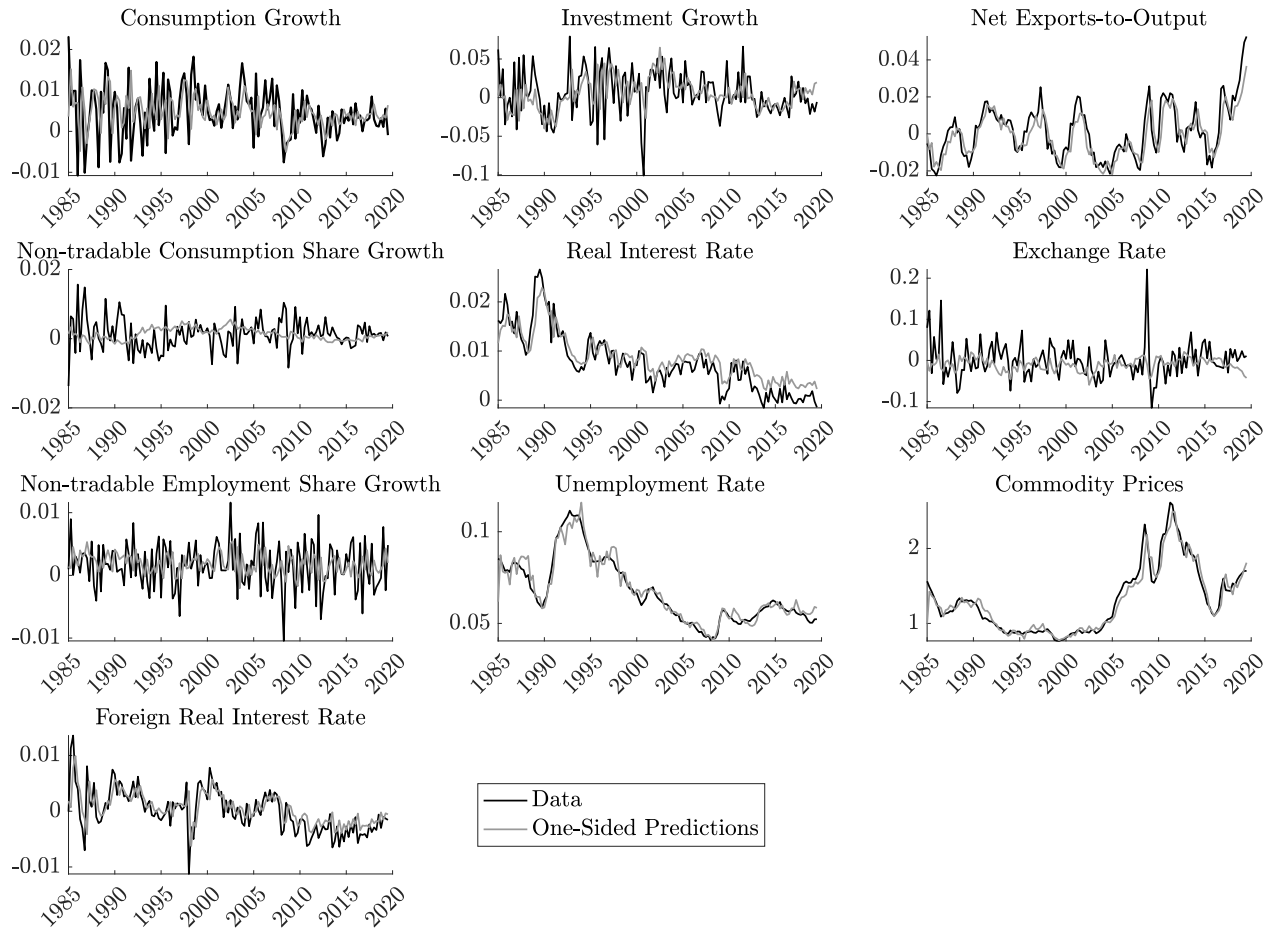 Consumption Growth
0.02
0.01
0
-0.01
1985 1990 1995 2000 2005 2010 2015 2020
Investment Growth
0.05
0
-0.05
-0.1
1985 1990 1995 2000 2005 2010 2015 2020
Net Exports-to-Output
0.04
0.02
0
-0.02
1985 1990 1995 2000 2005 2010 2015 2020
Non-tradable Consumption Share Growth
0.02
0
-0.02
1985 1990 1995 2000 2005 2010 2015 2020
Real Interest Rate
0.02
0.01
0
1985 1990 1995 2000 2005 2010 2015 2020
Exchange Rate
0.2
0.1
0
-0.1
1985 1990 1995 2000 2005 2010 2015 2020
Non-tradable Employment Share Growth
0.01
0
-0.01
1985 1990 1995 2000 2005 2010 2015 2020
Unemployment Rate
0.1
0.05
1985 1990 1995 2000 2005 2010 2015 2020
Commodity Prices
2
1
1985 1990 1995 2000 2005 2010 2015 2020
Foreign Real Interest Rate
0.01
0
-0.01
1985 1990 1995 2000 2005 2010 2015 2020
Data
One-Sided Predictions